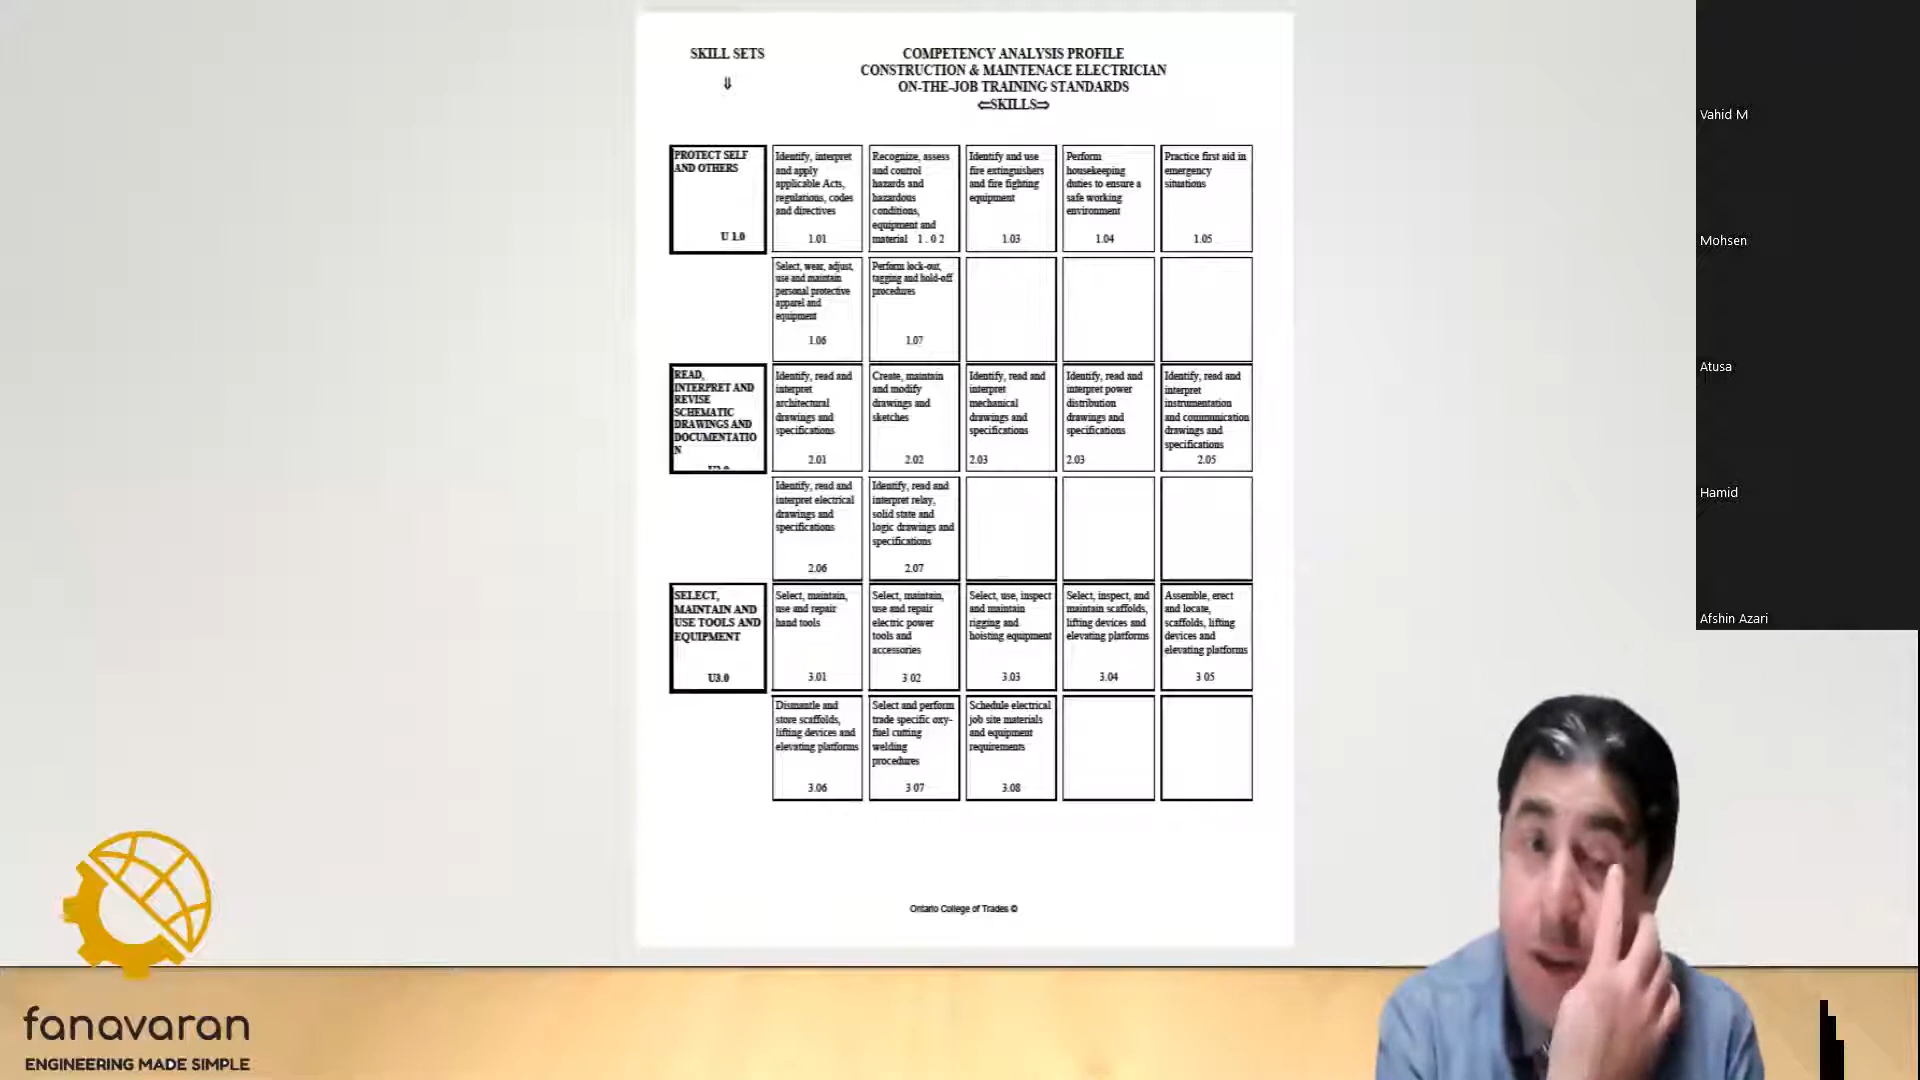 SKILL SETS
⇓
COMPETENCY ANALYSIS PROFILE
CONSTRUCTION & MAINTENACE ELECTRICIAN
ON-THE-JOB TRAINING STANDARDS
⇐SKILLS⇒
PROTECT SELF
AND OTHERS
U 1.0
Identify, interpret
and apply
applicable Acts,
regulations, codes
and directives
1.01
Recognize, assess
and control
hazards and
hazardous
conditions,
equipment and
material 1.02
Identify and use
fire extinguishers
and fire fighting
equipment
1.03
Perform
housekeeping
duties to ensure a
safe working
environment
1.04
Practice first aid in
emergency
situations
1.05
Select, wear, adjust,
use and maintain
personal protective
apparel and
equipment
1.06
Perform lock-out,
tagging and hold-off
procedures
1.07
READ,
INTERPRET AND
REVISE
SCHEMATIC
DRAWINGS AND
DOCUMENTATIO
N
Identify, read and
interpret
architectural
drawings and
specifications
2.01
Create, maintain
and modify
drawings and
sketches
2.02
Identify, read and
interpret
mechanical
drawings and
specifications
2.03
Identify, read and
interpret power
distribution
drawings and
specifications
2.03
Identify, read and
interpret
instrumentation
and communication
drawings and
specifications
2.05
Identify, read and
interpret electrical
drawings and
specifications
2.06
Identify, read and
interpret relay,
solid state and
logic drawings and
specifications
2.07
SELECT,
MAINTAIN AND
USE TOOLS AND
EQUIPMENT
U3.0
Select, maintain,
use and repair
hand tools
3.01
Select, maintain,
use and repair
electric power
tools and
accessories
3 02
Select, use, inspect
and maintain
rigging and
hoisting equipment
3.03
Select, inspect, and
maintain scaffolds,
lifting devices and
elevating platforms
3.04
Assemble, erect
and locate,
scaffolds, lifting
devices and
elevating platforms
3 05
Dismantle and
store scaffolds,
lifting devices and
elevating platforms
3.06
Select and perform
trade specific oxy-
fuel cutting
welding
procedures
3 07
Schedule electrical
job site materials
and equipment
requirements
3.08
Ontario College of Trades ©
Vahid M
Mohsen
Atusa
Hamid
Afshin Azari
fanavaran
ENGINEERING MADE SIMPLE